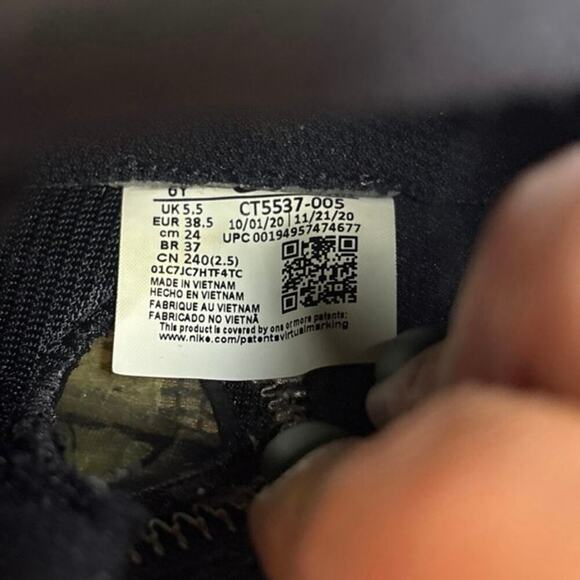 6Y
UK 5.5 CT5537-005
EUR 38.5 10/01/20 11/21/20
cm 24 UPC 00194957474677
BR 37
CN 240(2.5)
01C7JC7HTF4TC
MADE IN VIETNAM
HECHO EN VIETNAM
FABRIQUE AU VIETNAM
FABRICADO NO VIETNÃ
This product is covered by one or more patents:
www.nike.com/patentsvirtualmarking